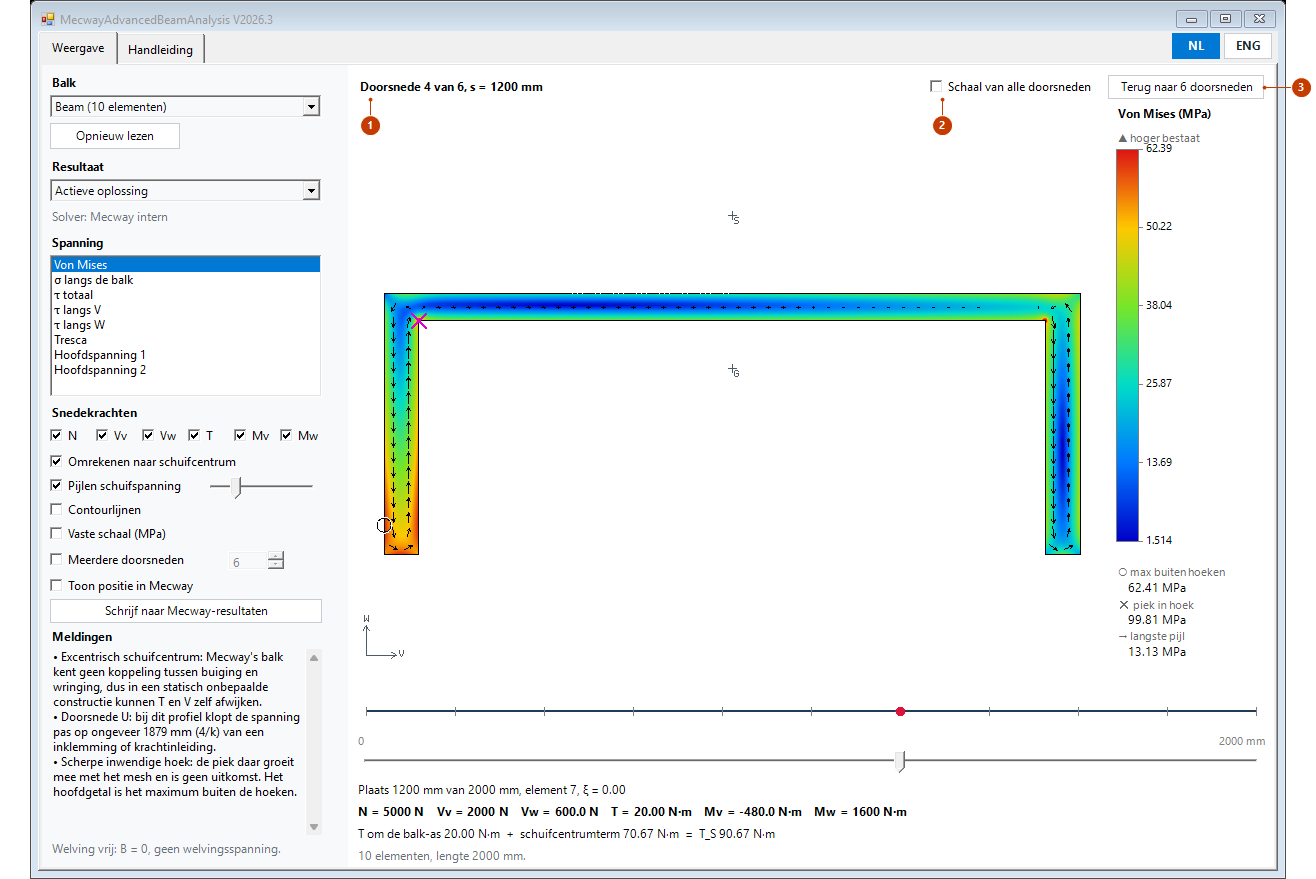 MecwayAdvancedBeamAnalysis V2026.3
Weergave
Handleiding
NL
ENG
Balk
Beam (10 elementen)
Opnieuw lezen
Resultaat
Actieve oplossing
Solver: Mecway intern
Spanning
Von Mises
σ langs de balk
τ totaal
τ langs V
τ langs W
Tresca
Hoofdspanning 1
Hoofdspanning 2
Snedekrachten
N Vv Vw T Mv Mw
Omrekenen naar schuifcentrum
Pijlen schuifspanning
Contourlijnen
Vaste schaal (MPa)
Meerdere doorsneden 6
Toon positie in Mecway
Schrijf naar Mecway-resultaten
Meldingen
• Excentrisch schuifcentrum: Mecway's balk
kent geen koppeling tussen buiging en
wringing, dus in een statisch onbepaalde
constructie kunnen T en V zelf afwijken.
• Doorsnede U: bij dit profiel klopt de spanning
pas op ongeveer 1879 mm (4/k) van een
inklemming of krachtinleiding.
• Scherpe inwendige hoek: de piek daar groeit
mee met het mesh en is geen uitkomst. Het
hoofdgetal is het maximum buiten de hoeken.
Welving vrij: B = 0, geen welvingsspanning.
Doorsnede 4 van 6, s = 1200 mm
1
Schaal van alle doorsneden
2
Terug naar 6 doorsneden
3
Von Mises (MPa)
▲ hoger bestaat
62.39
50.22
38.04
25.87
13.69
1.514
S
G
W
V
max buiten hoeken
62.41 MPa
piek in hoek
99.81 MPa
langste pijl
13.13 MPa
0
2000 mm
Plaats 1200 mm van 2000 mm, element 7, ξ = 0.00
N = 5000 N Vv = 2000 N Vw = 600.0 N T = 20.00 N·m Mv = -480.0 N·m Mw = 1600 N·m
T om de balk-as 20.00 N·m + schuifcentrumterm 70.67 N·m = T_S 90.67 N·m
10 elementen, lengte 2000 mm.